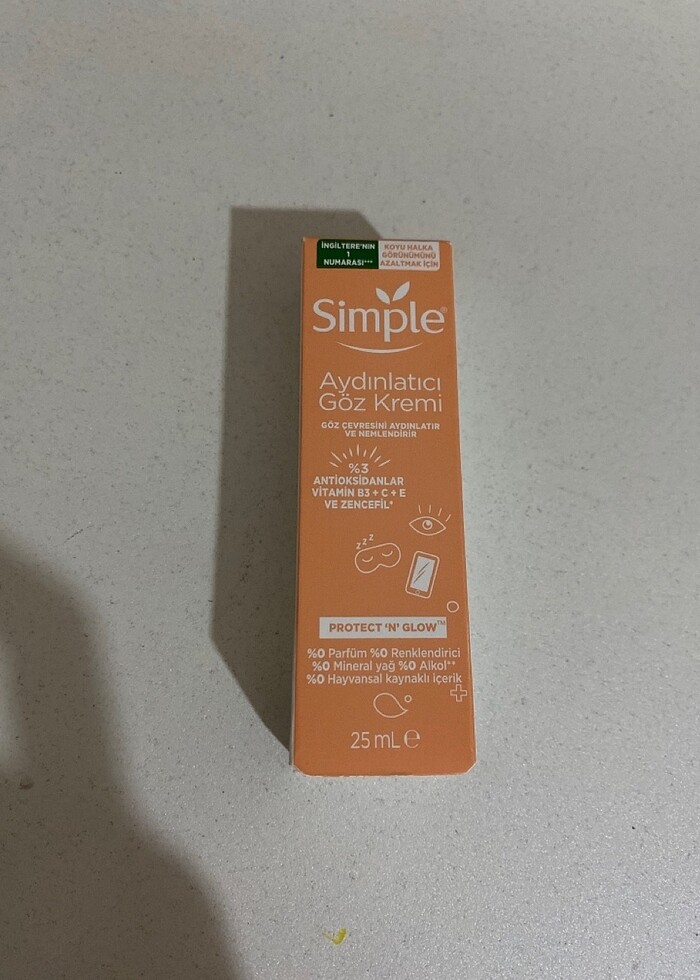 İNGİLTERE'NİN
1
NUMARASI***
KOYU HALKA
GÖRÜNÜMÜNÜ
AZALTMAK İÇİN
Simple®
Aydınlatıcı
Göz Kremi
GÖZ ÇEVRESİNİ AYDINLATIR
VE NEMLENDİRİR
%3
ANTİOKSİDANLAR
VİTAMİN B3 + C + E
VE ZENCEFİL*
z z z
PROTECT 'N' GLOW™
%0 Parfüm %0 Renklendirici
%0 Mineral yağ %0 Alkol**
%0 Hayvansal kaynaklı içerik
25 mL ℮